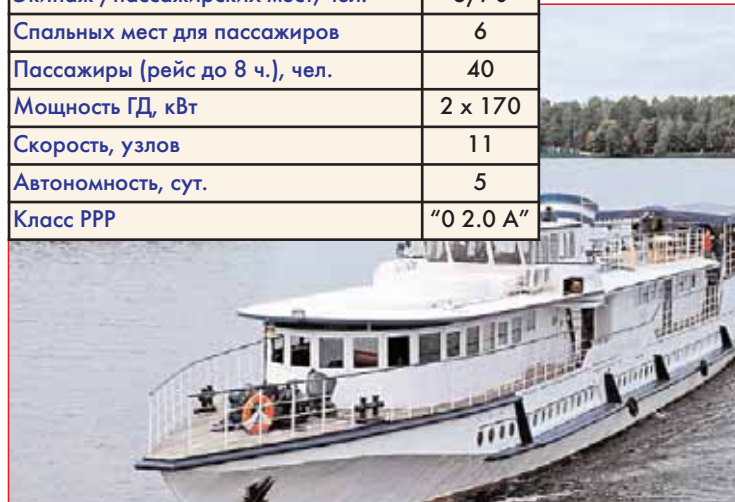 Спальных мест для пассажиров 6
Пассажиры (рейс до 8 ч.), чел. 40
Мощность ГД, кВт 2 x 170
Скорость, узлов 11
Автономность, сут. 5
Класс РРР "0 2.0 А"